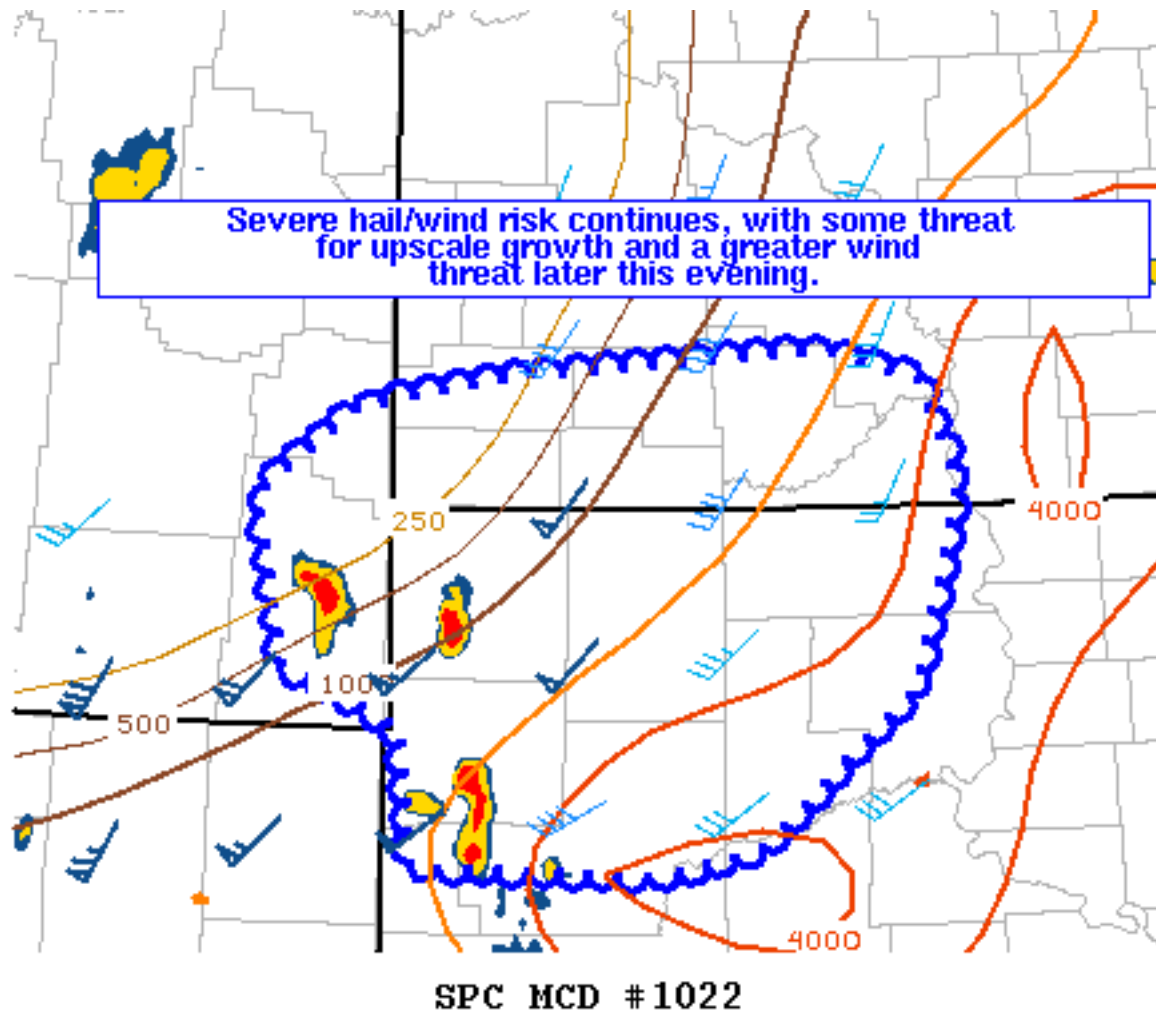 Severe hail/wind risk continues, with some threat
for upscale growth and a greater wind
threat later this evening.
4000
250
1000
500
4000
SPC MCD #1022